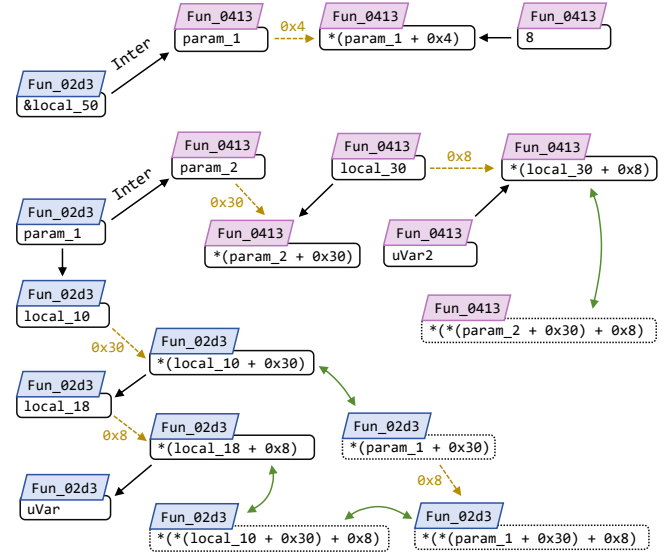 Fun_0413
param_1
0x4
Fun_0413
*(param_1 + 0x4)
Fun_0413
8
Inter
Fun_02d3
&local_50
Fun_0413
param_2
Fun_0413
local_30
0x8
Fun_0413
*(local_30 + 0x8)
Inter
0x30
Fun_02d3
param_1
Fun_0413
*(param_2 + 0x30)
Fun_0413
uVar2
Fun_02d3
local_10
Fun_0413
*(*(param_2 + 0x30) + 0x8)
0x30
Fun_02d3
*(local_10 + 0x30)
Fun_02d3
local_18
0x8
Fun_02d3
*(local_18 + 0x8)
Fun_02d3
*(param_1 + 0x30)
0x8
Fun_02d3
uVar
Fun_02d3
*(*(local_10 + 0x30) + 0x8)
Fun_02d3
*(*(param_1 + 0x30) + 0x8)